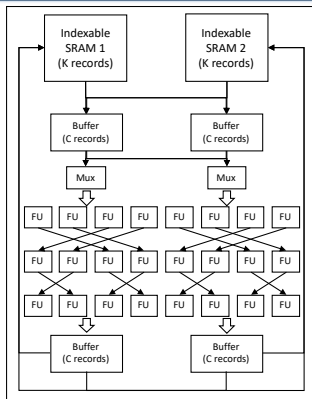 Indexable
SRAM 1
(K records)
Indexable
SRAM 2
(K records)
Buffer
(C records)
Buffer
(C records)
Mux
Mux
FU FU FU FU FU FU FU FU
FU FU FU FU FU FU FU FU
FU FU FU FU FU FU FU FU
Buffer
(C records)
Buffer
(C records)